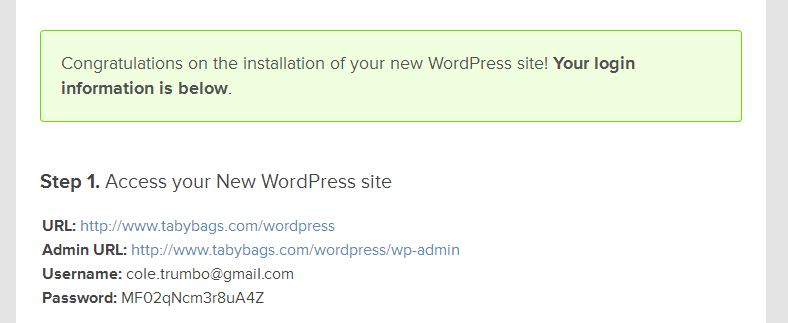 Congratulations on the installation of your new WordPress site! Your login
information is below.
Step 1. Access your New WordPress site
URL: http://www.tabybags.com/wordpress
Admin URL: http://www.tabybags.com/wordpress/wp-admin
Username: cole.trumbo@gmail.com
Password: MF02qNcm3r8uA4Z